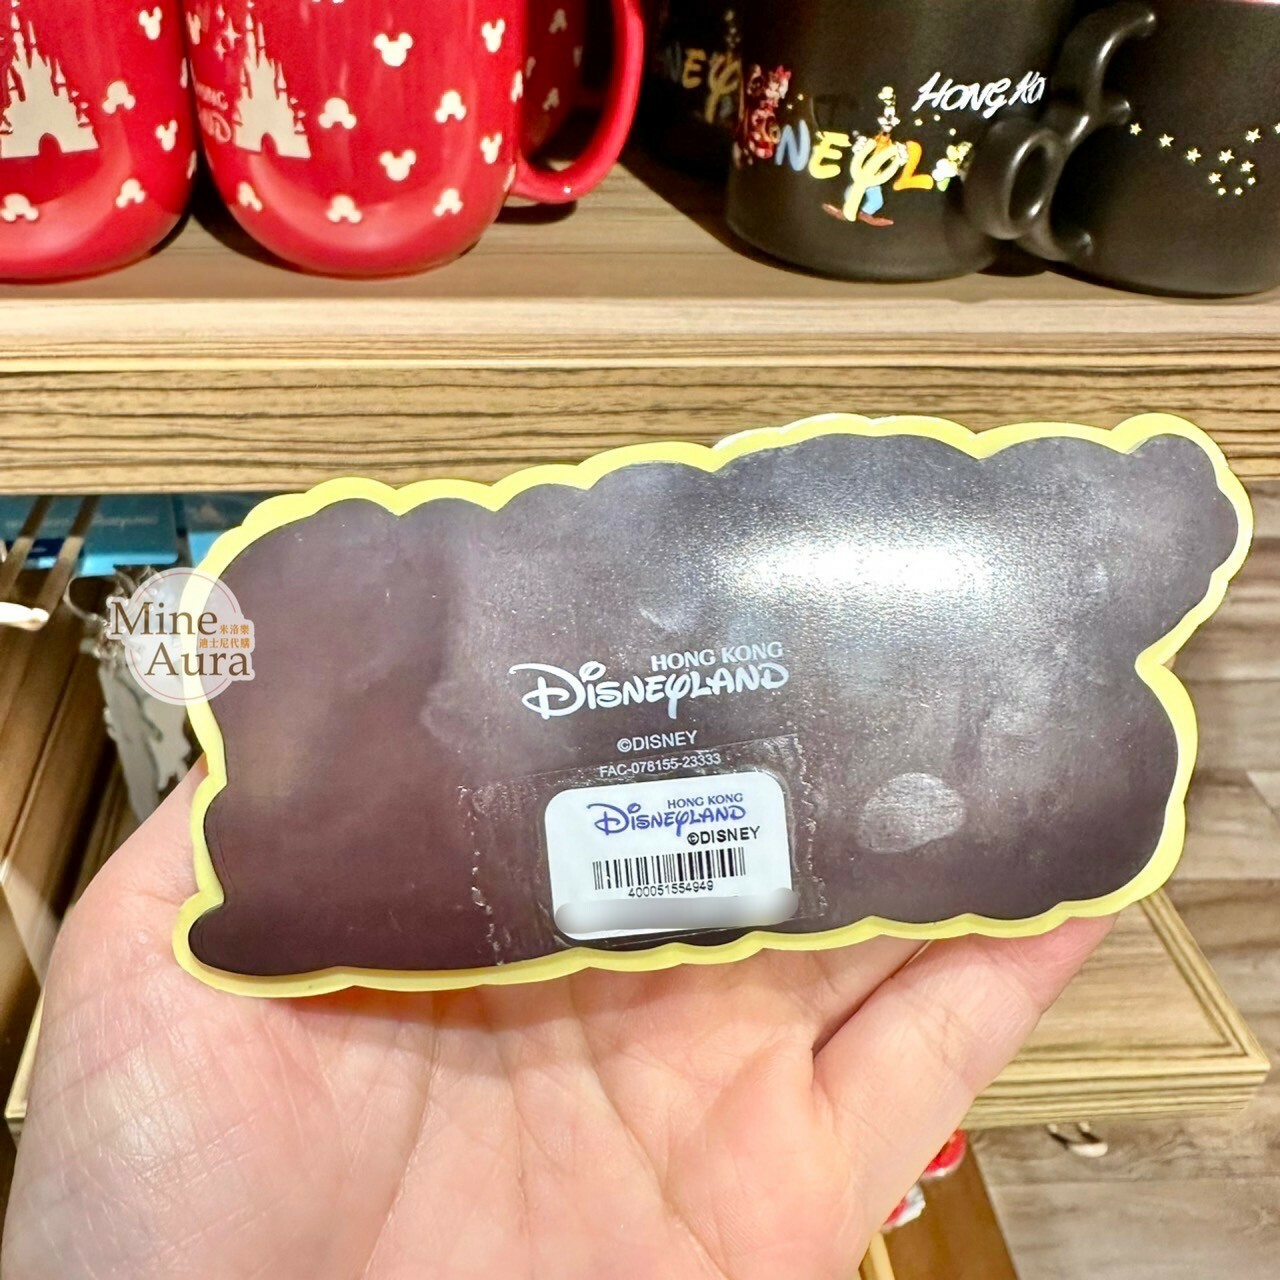 HONG KO
DISNEYL
Mine
米洛樂
迪士尼代購
Aura
HONG KONG
DISNEYLAND
©DISNEY
FAC-078155-23333
HONG KONG
DISNEYLAND
©DISNEY
400051554949